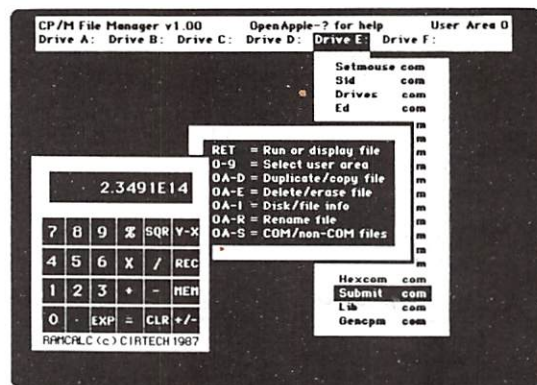 CP/M File Manager v1.00 OpenApple-? for help User Area 0
Drive A: Drive B: Drive C: Drive D: Drive E: Drive F:
Setmouse com
Sid com
Drives com
Ed com
RET = Run or display file
0-9 = Select user area
OA-D = Duplicate/copy file
OA-E = Delete/erase file
OA-I = Disk/file info
OA-R = Rename file
OA-S = COM/non-COM files
m
m
m
m
m
m
m
m
m
m
m
Hexcom com
Submit com
Lib com
Gencpm com
2.3491E14
7 8 9 % SQR Y-X
4 5 6 X / REC
1 2 3 + - MEM
0 . EXP = CLR +/-
RAMCALC (c) CIRTECH 1987